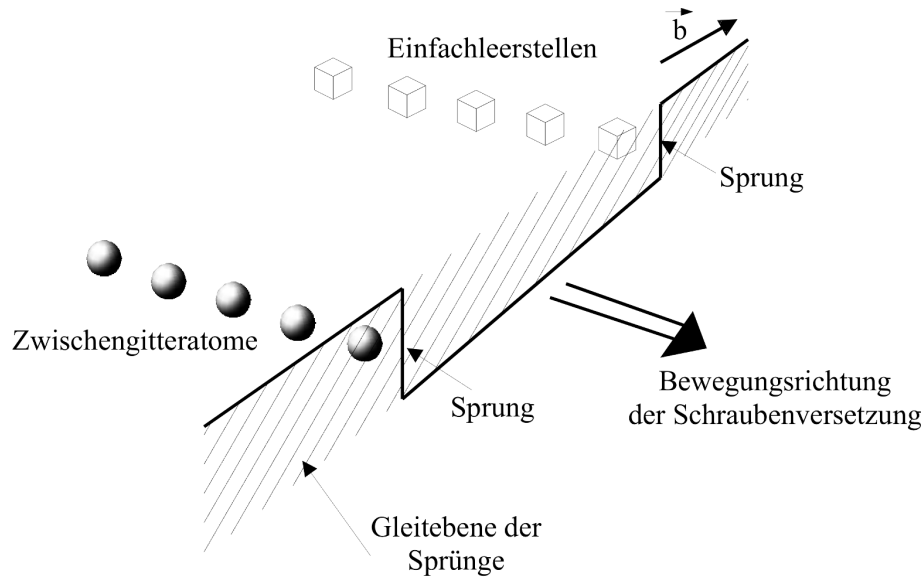 b
Einfachleerstellen
Sprung
Zwischengitteratome
Sprung
Bewegungsrichtung
der Schraubenversetzung
Gleitebene der
Sprünge